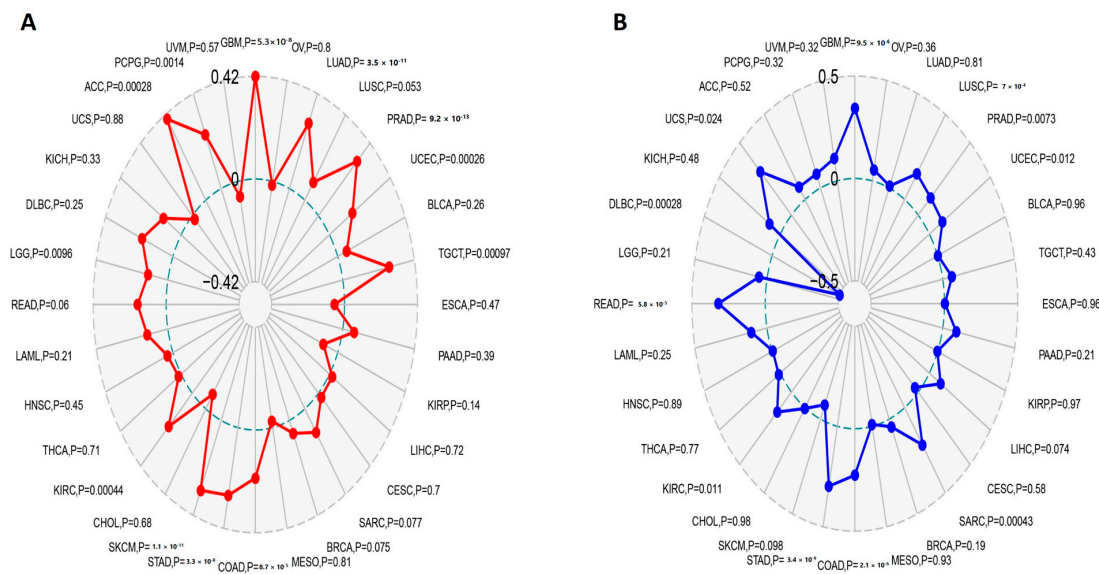 A
GBM,P= 5.3 × 10⁻⁸
OV,P=0.8
LUAD,P= 3.5 × 10⁻¹¹
LUSC,P=0.053
PRAD,P= 9.2 × 10⁻¹³
UCEC,P=0.00026
BLCA,P=0.26
TGCT,P=0.00097
ESCA,P=0.47
PAAD,P=0.39
KIRP,P=0.14
LIHC,P=0.72
CESC,P=0.7
SARC,P=0.077
BRCA,P=0.075
MESO,P=0.81
COAD,P= 8.7 × 10⁻⁵
STAD,P= 3.3 × 10⁻⁸
SKCM,P= 1.1 × 10⁻¹¹
CHOL,P=0.68
KIRC,P=0.00044
THCA,P=0.71
HNSC,P=0.45
LAML,P=0.21
READ,P=0.06
LGG,P=0.0096
DLBC,P=0.25
KICH,P=0.33
UCS,P=0.88
ACC,P=0.00028
PCPG,P=0.0014
UVM,P=0.57
0.42
0
−0.42
B
GBM,P= 9.5 × 10⁻⁶
OV,P=0.36
LUAD,P=0.81
LUSC,P= 7 × 10⁻⁴
PRAD,P=0.0073
UCEC,P=0.012
BLCA,P=0.96
TGCT,P=0.43
ESCA,P=0.96
PAAD,P=0.21
KIRP,P=0.97
LIHC,P=0.074
CESC,P=0.58
SARC,P=0.00043
BRCA,P=0.19
MESO,P=0.93
COAD,P= 2.1 × 10⁻⁶
STAD,P= 3.4 × 10⁻⁹
SKCM,P=0.098
CHOL,P=0.98
KIRC,P=0.011
THCA,P=0.77
HNSC,P=0.89
LAML,P=0.25
READ,P= 5.8 × 10⁻⁵
LGG,P=0.21
DLBC,P=0.00028
KICH,P=0.48
UCS,P=0.024
ACC,P=0.52
PCPG,P=0.32
UVM,P=0.32
0.5
0
−0.5